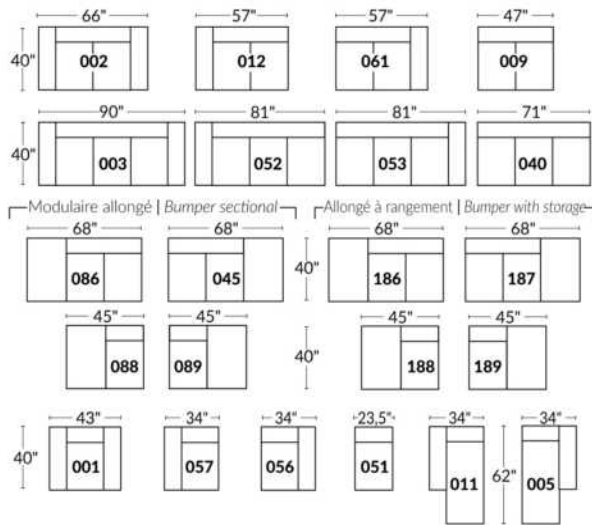 66" 57" 57" 47"
40" 002 012 061 009
90" 81" 81" 71"
40" 003 052 053 040
Modulaire allongé | Bumper sectional Allongé à rangement | Bumper with storage
68" 68" 68" 68"
086 045 40" 186 187
45" 45" 45" 45"
088 089 40" 188 189
43" 34" 34" 23,5" 34" 34"
40" 001 057 056 051 011 62" 005